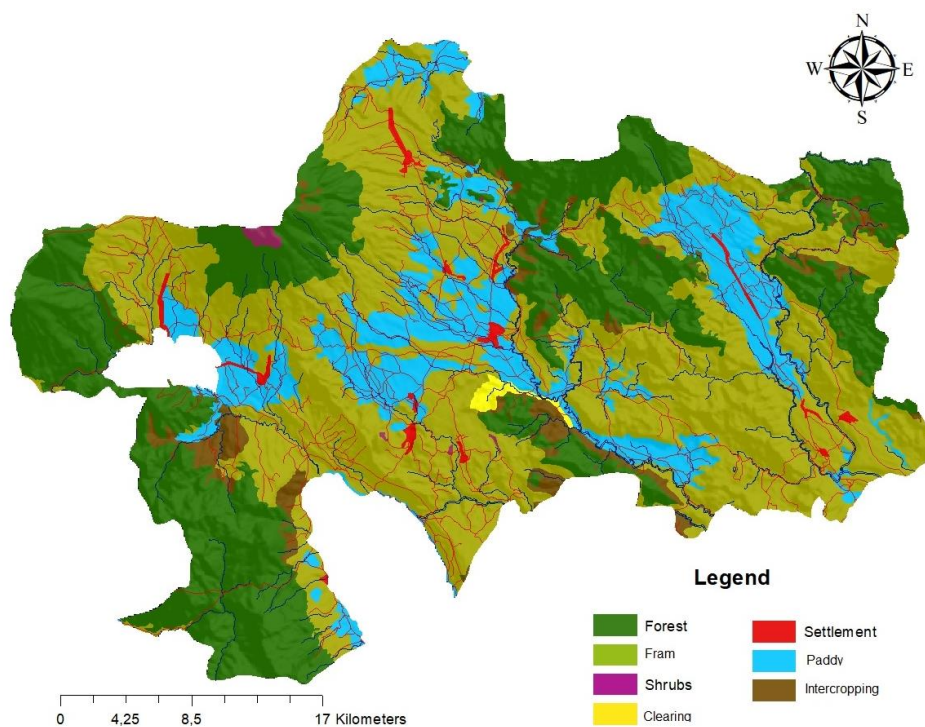 N
W E
S
Legend
Forest
Fram
Shrubs
Clearing
Settlement
Paddy
Intercropping
0 4,25 8,5 17 Kilometers